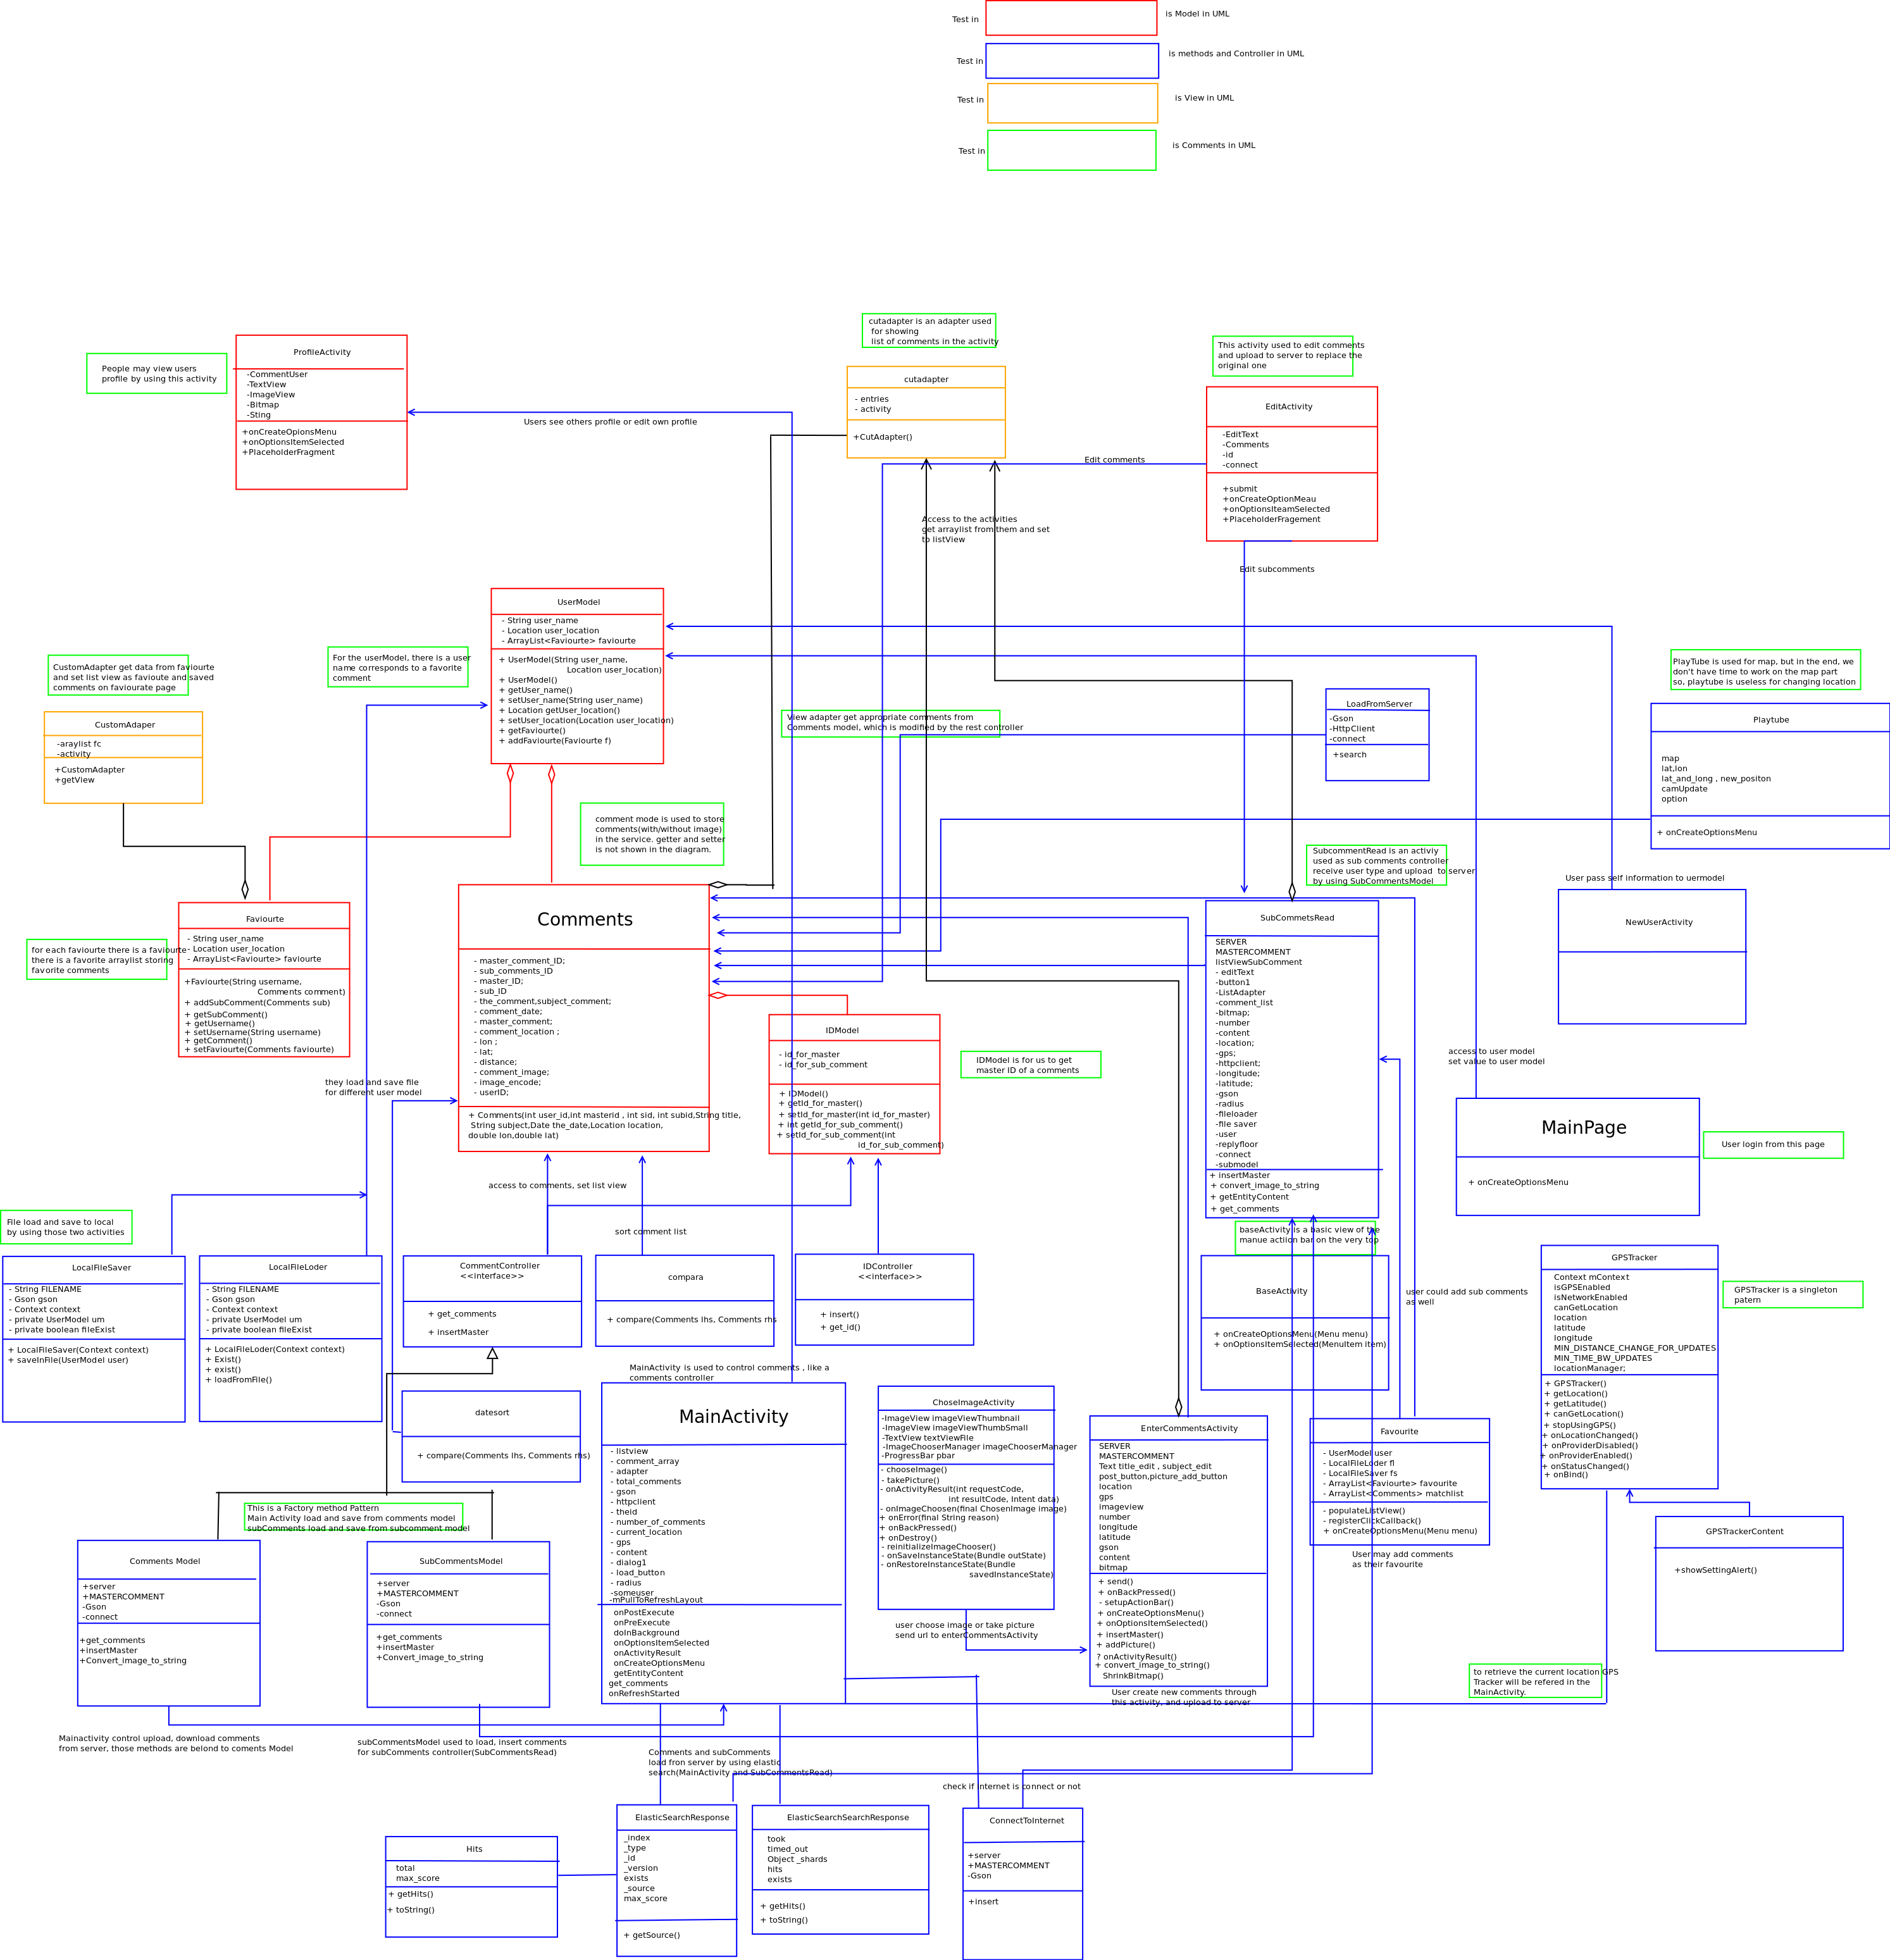 Test in
is Model in UML
Test in
is methods and Controller in UML
Test in
is View in UML
Test in
is Comments in UML
People may view users
profile by using this activity
ProfileActivity
-CommentUser
-TextView
-ImageView
-Bitmap
-Sting
+onCreateOpionsMenu
+onOptionsItemSelected
+PlaceholderFragment
Users see others profile or edit own profile
cutadapter is an adapter used
for showing
list of comments in the activity
cutadapter
- entries
- activity
+CutAdapter()
This activity used to edit comments
and upload to server to replace the
original one
EditActivity
-EditText
-Comments
-id
-connect
+submit
+onCreateOptionMeau
+onOptionsIteamSelected
+PlaceholderFragement
Edit comments
Access to the activities
get arraylist from them and set
to listView
Edit subcomments
UserModel
- String user_name
- Location user_location
- ArrayList<Faviourte> faviourte
+ UserModel(String user_name,
Location user_location)
+ UserModel()
+ getUser_name()
+ setUser_name(String user_name)
+ Location getUser_location()
+ setUser_location(Location user_location)
+ getFaviourte()
+ addFaviourte(Faviourte f)
For the userModel, there is a user
name corresponds to a favorite
comment
CustomAdapter get data from faviourte
and set list view as favioute and saved
comments on faviourate page
CustomAdaper
-araylist fc
-activity
+CustomAdapter
+getView
View adapter get appropriate comments from
Comments model, which is modified by the rest controller
LoadFromServer
-Gson
-HttpClient
-connect
+search
PlayTube is used for map, but in the end, we
don't have time to work on the map part
so, playtube is useless for changing location
Playtube
map
lat,lon
lat_and_long , new_positon
camUpdate
option
+ onCreateOptionsMenu
comment mode is used to store
comments(with/without image)
in the service. getter and setter
is not shown in the diagram.
SubcommentRead is an activiy
used as sub comments controller
receive user type and upload  to server
by using SubCommentsModel
User pass self information to uermodel
NewUserActivity
Faviourte
- String user_name
- Location user_location
- ArrayList<Faviourte> faviourte
+Faviourte(String username,
Comments comment)
+ addSubComment(Comments sub)
+ getSubComment()
+ getUsername()
+ setUsername(String username)
+ getComment()
+ setFaviourte(Comments faviourte)
for each faviourte there is a faviourte
there is a favorite arraylist storing
favorite comments
Comments
- master_comment_ID;
- sub_comments_ID
- master_ID;
- sub_ID
- the_comment,subject_comment;
- comment_date;
- master_comment;
- comment_location ;
- lon ;
- lat;
- distance;
- comment_image;
- image_encode;
- userID;
+ Comments(int user_id,int masterid , int sid, int subid,String title,
String subject,Date the_date,Location location,
double lon,double lat)
they load and save file
for different user model
IDModel
- id_for_master
- id_for_sub_comment
+ IDModel()
+ getId_for_master()
+ setId_for_master(int id_for_master)
+ int getId_for_sub_comment()
+ setId_for_sub_comment(int
id_for_sub_comment)
IDModel is for us to get
master ID of a comments
SubCommetsRead
SERVER
MASTERCOMMENT
listViewSubComment
- editText
-button1
-ListAdapter
-comment_list
-bitmap;
-number
-content
-location;
-gps;
-httpclient;
-longitude;
-latitude;
-gson
-radius
-fileloader
-file saver
-user
-replyfloor
-connect
-submodel
+ insertMaster
+ convert_image_to_string
+ getEntityContent
+ get_comments
access to user model
set value to user model
MainPage
+ onCreateOptionsMenu
User login from this page
access to comments, set list view
sort comment list
File load and save to local
by using those two activities
LocalFileSaver
- String FILENAME
- Gson gson
- Context context
- private UserModel um
- private boolean fileExist
+ LocalFileSaver(Context context)
+ saveInFile(UserModel user)
LocalFileLoder
- String FILENAME
- Gson gson
- Context context
- private UserModel um
- private boolean fileExist
+ LocalFileLoder(Context context)
+ Exist()
+ exist()
+ loadFromFile()
CommentController
<<interface>>
+ get_comments
+ insertMaster
compara
+ compare(Comments lhs, Comments rhs
IDController
<<interface>>
+ insert()
+ get_id()
baseActivity is a basic view of the
manue actiion bar on the very top
BaseActivity
+ onCreateOptionsMenu(Menu menu)
+ onOptionsItemSelected(MenuItem item)
user could add sub comments
as well
GPSTracker
Context mContext
isGPSEnabled
isNetworkEnabled
canGetLocation
location
latitude
longitude
MIN_DISTANCE_CHANGE_FOR_UPDATES
MIN_TIME_BW_UPDATES
locationManager;
+ GPSTracker()
+ getLocation()
+ getLatitude()
+ canGetLocation()
+ stopUsingGPS()
+ onLocationChanged()
+ onProviderDisabled()
+ onProviderEnabled()
+ onStatusChanged()
+ onBind()
GPSTracker is a singleton
patern
datesort
+ compare(Comments lhs, Comments rhs)
MainActivity is used to control comments , like a
comments controller
MainActivity
- listview
- comment_array
- adapter
- total_comments
- gson
- httpclient
- theid
- number_of_comments
- current_location
- gps
- content
- dialog1
- load_button
- radius
-someuser
-mPullToRefreshLayout
onPostExecute
onPreExecute
doInBackground
onOptionsItemSelected
onActivityResult
onCreateOptionsMenu
getEntityContent
get_comments
onRefreshStarted
ChoseImageActivity
-ImageView imageViewThumbnail
-ImageView imageViewThumbSmall
-TextView textViewFile
-ImageChooserManager imageChooserManager
-ProgressBar pbar
- chooseImage()
- takePicture()
- onActivityResult(int requestCode,
int resultCode, Intent data)
- onImageChoosen(final ChosenImage image)
+ onError(final String reason)
+ onBackPressed()
+ onDestroy()
- reinitializeImageChooser()
- onSaveInstanceState(Bundle outState)
- onRestoreInstanceState(Bundle
savedInstanceState)
user choose image or take picture
send url to enterCommentsActivity
EnterCommentsActivity
SERVER
MASTERCOMMENT
Text title_edit , subject_edit
post_button,picture_add_button
location
gps
imageview
number
longitude
latitude
gson
content
bitmap
+ send()
+ onBackPressed()
- setupActionBar()
+ onCreateOptionsMenu()
+ onOptionsItemSelected()
+ insertMaster()
+ addPicture()
? onActivityResult()
+ convert_image_to_string()
ShrinkBitmap()
User create new comments through
this activity, and upload to server
Favourite
- UserModel user
- LocalFileLoder fl
- LocalFileSaver fs
- ArrayList<Faviourte> favourite
- ArrayList<Comments> matchlist
- populateListView()
- registerClickCallback()
+ onCreateOptionsMenu(Menu menu)
User may add comments
as their favourite
GPSTrackerContent
+showSettingAlert()
to retrieve the current location GPS
Tracker will be refered in the
MainActivity.
This is a Factory method Pattern
Main Activity load and save from comments model
subComments load and save from subcomment model
Comments Model
+server
+MASTERCOMMENT
-Gson
-connect
+get_comments
+insertMaster
+Convert_image_to_string
SubCommentsModel
+server
+MASTERCOMMENT
-Gson
-connect
+get_comments
+insertMaster
+Convert_image_to_string
Mainactivity control upload, download comments
from server, those methods are belond to coments Model
subCommentsModel used to load, insert comments
for subComments controller(SubCommentsRead)
Comments and subComments
load fron server by using elastic
search(MainActivity and SubCommentsRead)
check if internet is connect or not
Hits
total
max_score
+ getHits()
+ toString()
ElasticSearchResponse
_index
_type
_id
_version
exists
_source
max_score
+ getSource()
ElasticSearchSearchResponse
took
timed_out
Object _shards
hits
exists
+ getHits()
+ toString()
ConnectToInternet
+server
+MASTERCOMMENT
-Gson
+insert